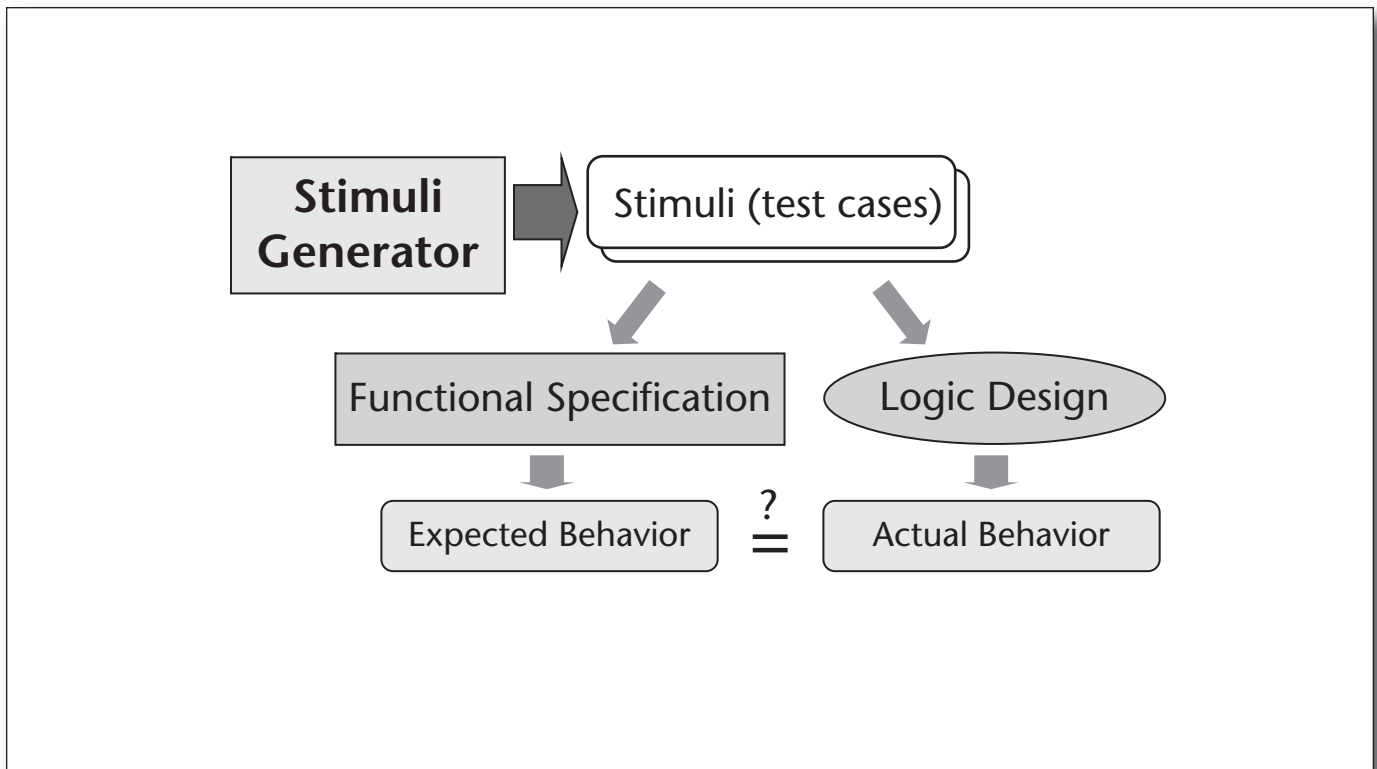 Stimuli
Generator
Stimuli (test cases)
Functional Specification
Logic Design
Expected Behavior
?
=
Actual Behavior